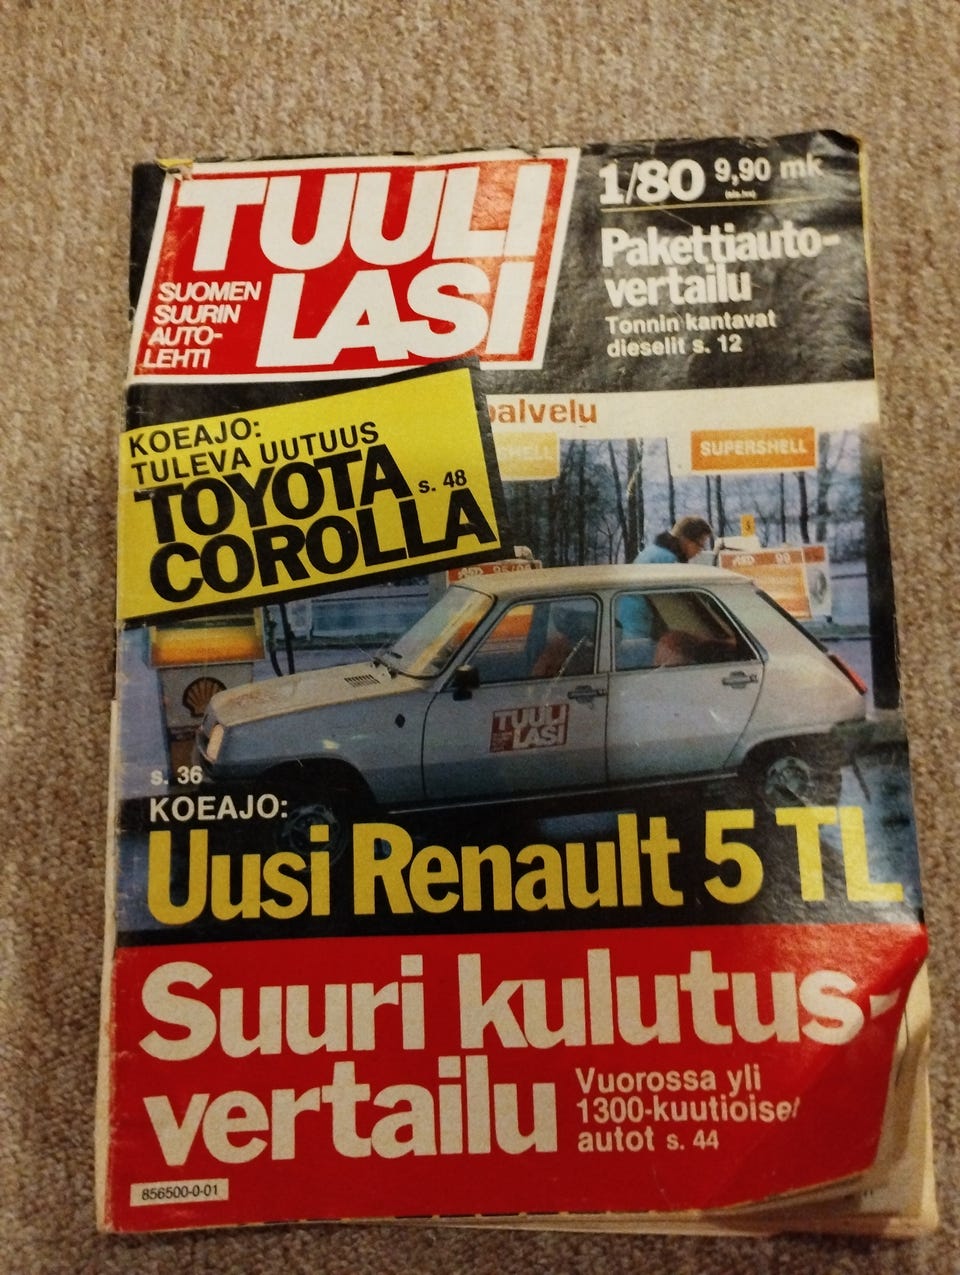 TUULI
LASI
SUOMEN
SUURIN
AUTO-
LEHTI
1/80 9,90 mk
Pakettiauto-
vertailu
Tonnin kantavat
dieselit s. 12
KOEAJO:
TULEVA UUTUUS
TOYOTA
COROLLA s. 48
palvelu
SHELL
SUPERSHELL
TUULI
LASI
s. 36
KOEAJO:
Uusi Renault 5 TL
Suuri kulutus-
vertailu
Vuorossa yli
1300-kuutioiset
autot s. 44
856500-0-01